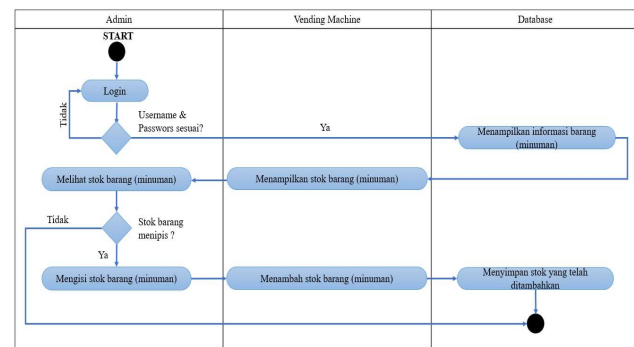 Admin
Vending Machine
Database
START
Login
Tidak
Username &
Passwors sesuai?
Ya
Menampilkan informasi barang
(minuman)
Melihat stok barang (minuman)
Menampilkan stok barang (minuman)
Tidak
Stok barang
menipis ?
Ya
Mengisi stok barang (minuman)
Menambah stok barang (minuman)
Menyimpan stok yang telah
ditambahkan